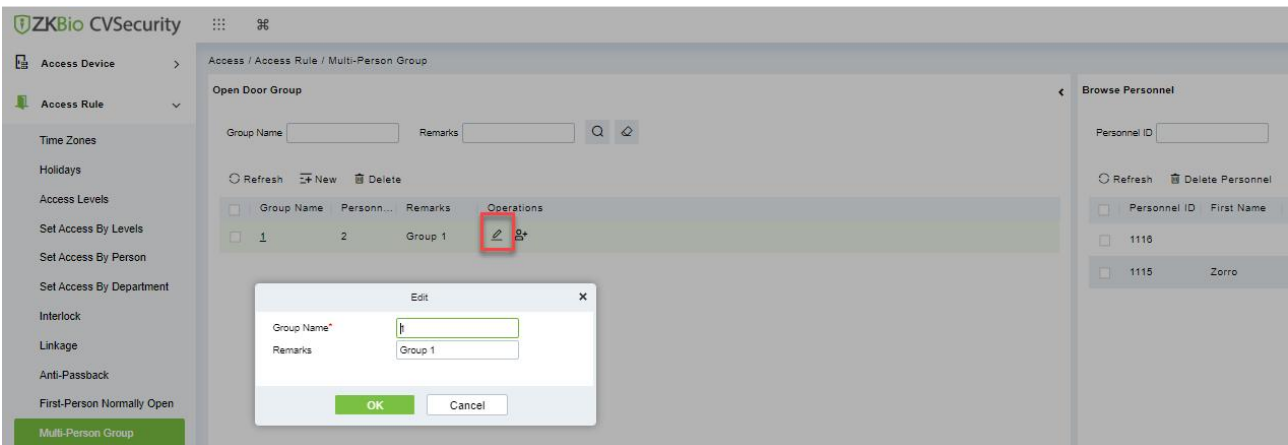 ZKBio CVSecurity
Access Device
Access Rule
Time Zones
Holidays
Access Levels
Set Access By Levels
Set Access By Person
Set Access By Department
Interlock
Linkage
Anti-Passback
First-Person Normally Open
Multi-Person Group
Access / Access Rule / Multi-Person Group
Open Door Group
Group Name Remarks
Refresh New Delete
Group Name Personn... Remarks Operations
1 2 Group 1
Edit
Group Name* 1
Remarks Group 1
OK Cancel
Browse Personnel
Personnel ID
Refresh Delete Personnel
Personnel ID First Name
1116
1115 Zorro